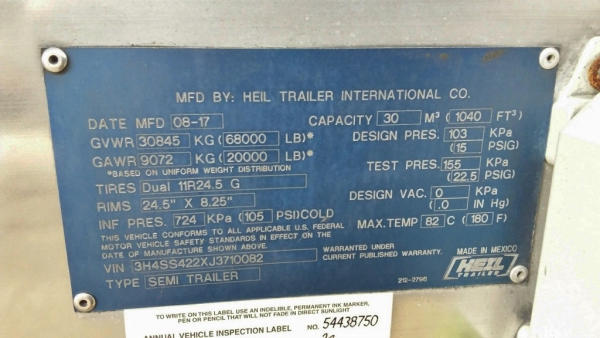 MFD BY: HEIL TRAILER INTERNATIONAL CO.
DATE MFD 08-17 CAPACITY 30 M³ (1040 FT³)
GVWR 30845 KG (68000 LB)* DESIGN PRES. 103 KPa
(15 PSIG)
GAWR 9072 KG (20000 LB)*
*BASED ON UNIFORM WEIGHT DISTRIBUTION
TEST PRES. 155 KPa
(22.5 PSIG)
TIRES Dual 11R24.5 G
RIMS 24.5" X 8.25" DESIGN VAC. 0 KPa
(.0 IN Hg)
INF PRES. 724 KPa (105 PSI)COLD MAX.TEMP 82 C (180 F)
THIS VEHICLE CONFORMS TO ALL APPLICABLE U.S. FEDERAL
MOTOR VEHICLE SAFETY STANDARDS IN EFFECT ON THE
DATE OF MANUFACTURE SHOWN ABOVE.
WARRANTED UNDER
CURRENT PUBLISHED WARRANTY.
MADE IN MEXICO
VIN 3H4SS422XJ3710082
HEIL
TRAILER
TYPE SEMI TRAILER
212-2796
TO WRITE ON THIS LABEL USE AN INDELIBLE, PERMANENT INK MARKER,
PEN OR PENCIL THAT WILL NOT FADE IN DIRECT SUNLIGHT
ANNUAL VEHICLE INSPECTION LABEL NO. 54438750